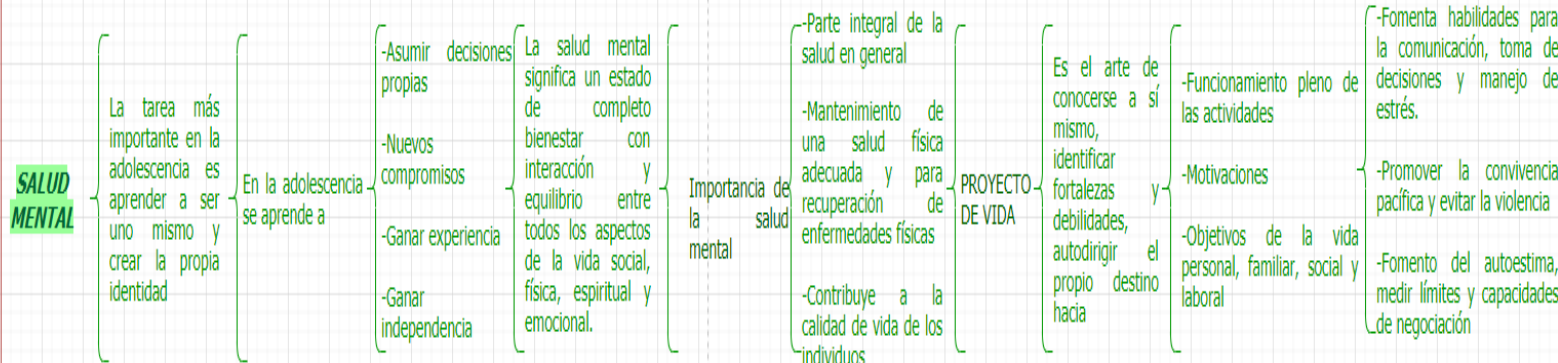 SALUD
MENTAL
La tarea más
importante en la
adolescencia es
aprender a ser
uno mismo y
crear la propia
identidad
En la adolescencia
se aprende a
-Asumir decisiones
propias
-Nuevos
compromisos
-Ganar experiencia
-Ganar
independencia
La salud mental
significa un estado
de completo
bienestar con
interacción y
equilibrio entre
todos los aspectos
de la vida social,
física, espiritual y
emocional.
Importancia de
la salud
mental
-Parte integral de la
salud en general
-Mantenimiento de
una salud física
adecuada y para
recuperación de
enfermedades físicas
-Contribuye a la
calidad de vida de los
individuos
PROYECTO
DE VIDA
Es el arte de
conocerse a sí
mismo,
identificar
fortalezas y
debilidades,
autodirigir el
propio destino
hacia
-Funcionamiento pleno de
las actividades
-Motivaciones
-Objetivos de la vida
personal, familiar, social y
laboral
-Fomenta habilidades para
la comunicación, toma de
decisiones y manejo de
estrés.
-Promover la convivencia
pacífica y evitar la violencia
-Fomento del autoestima,
medir límites y capacidades
de negociación